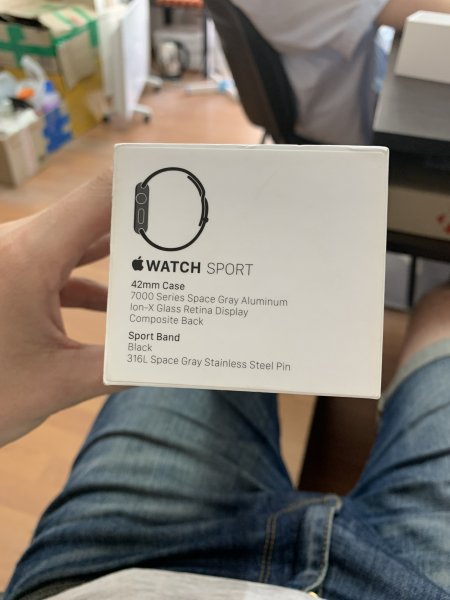 WATCH SPORT
42mm Case
7000 Series Space Gray Aluminum
Ion-X Glass Retina Display
Composite Back
Sport Band
Black
316L Space Gray Stainless Steel Pin